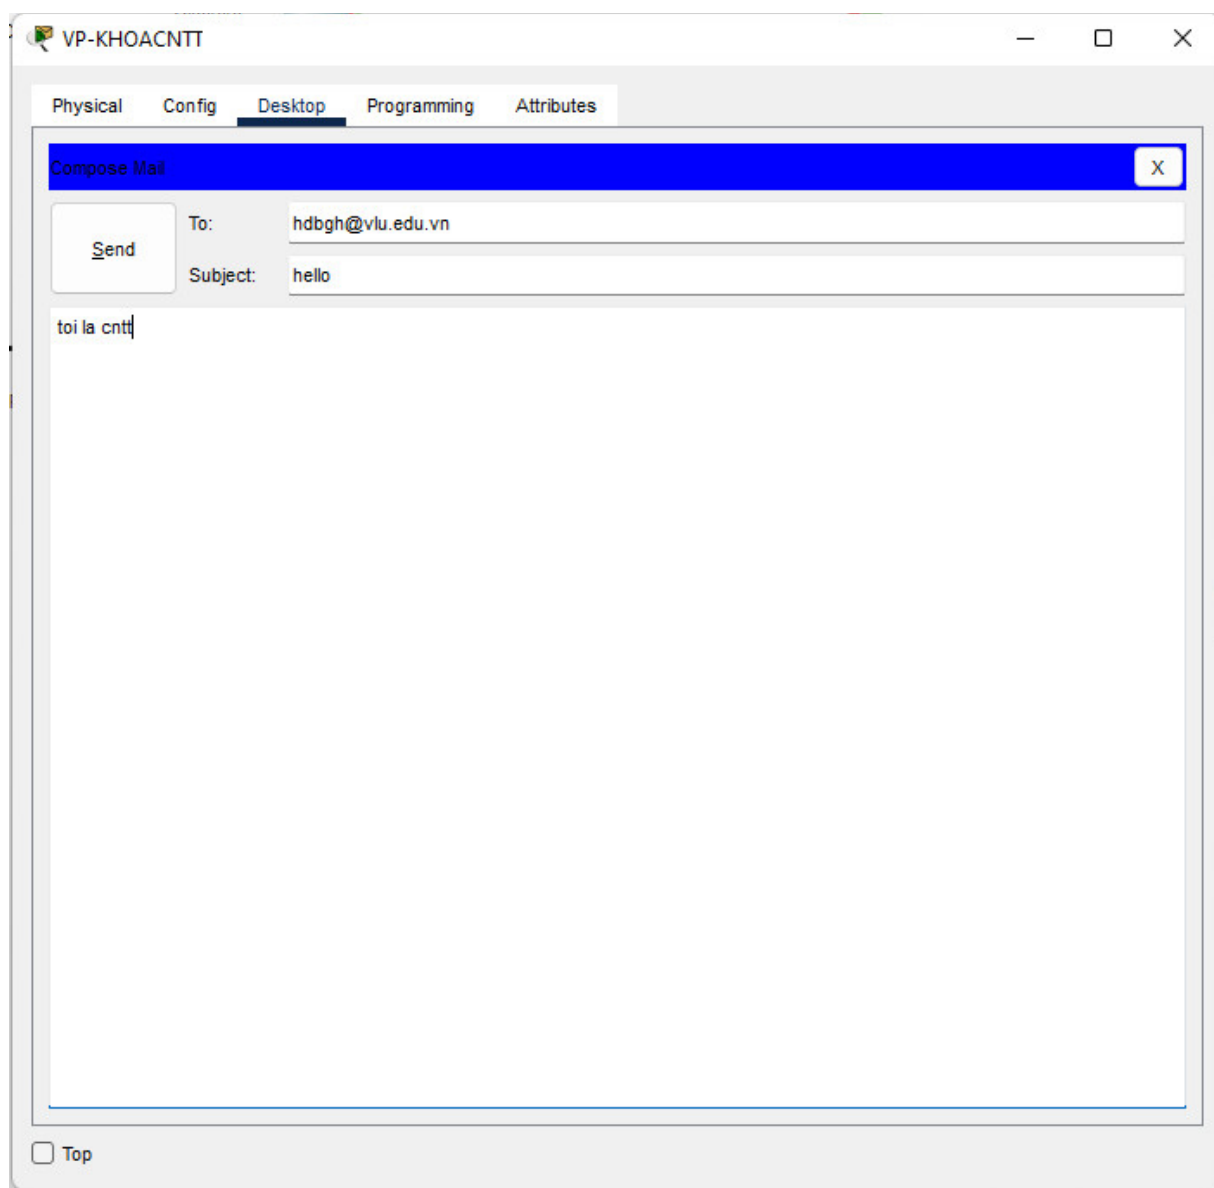 VP-KHOACNTT
Physical Config Desktop Programming Attributes
Compose Mail X
Send
To: hdbgh@vlu.edu.vn
Subject: hello
toi la cntt
Top